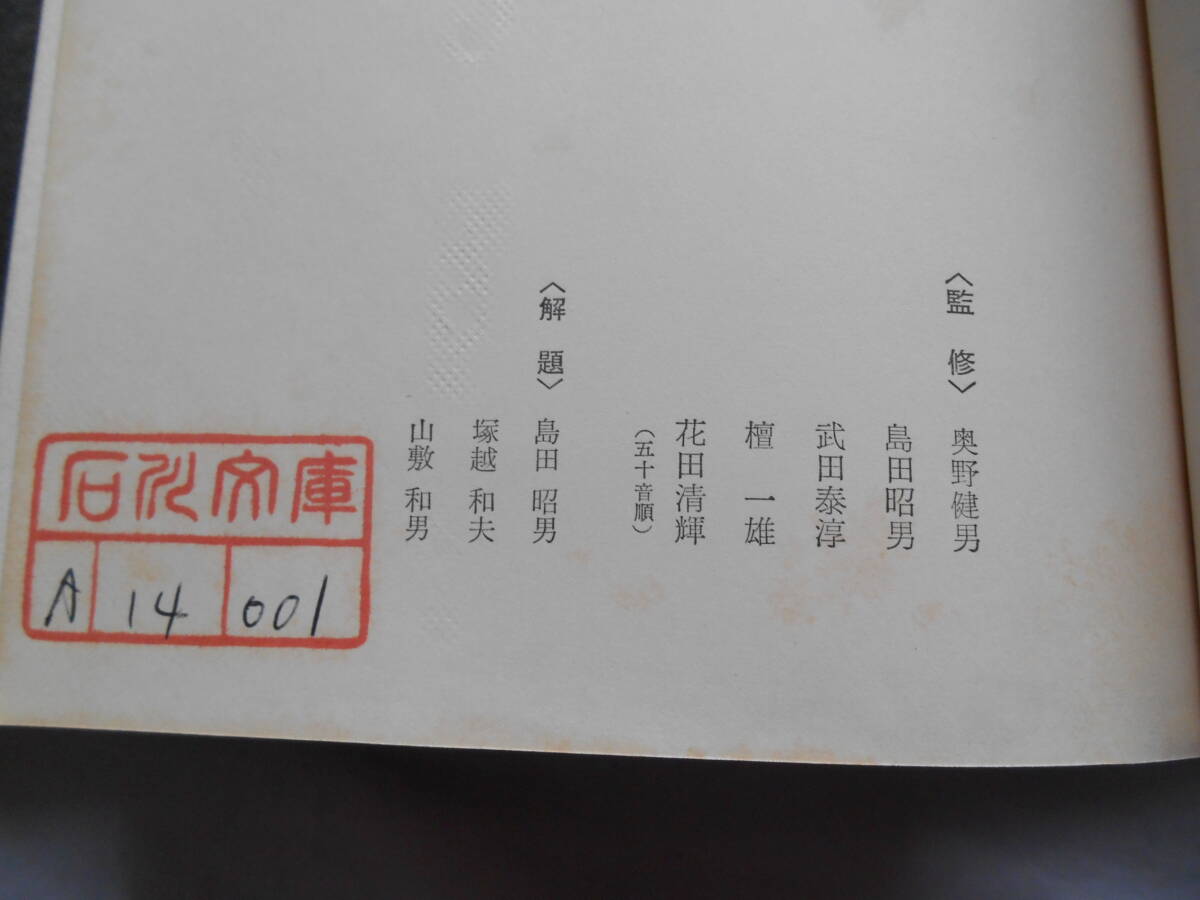 〈監修〉
奥野健男
島田昭男
武田泰淳
檀一雄
花田清輝
（五十音順）
〈解題〉
島田 昭男
塚越 和夫
山敷 和男
文庫
A 14 001